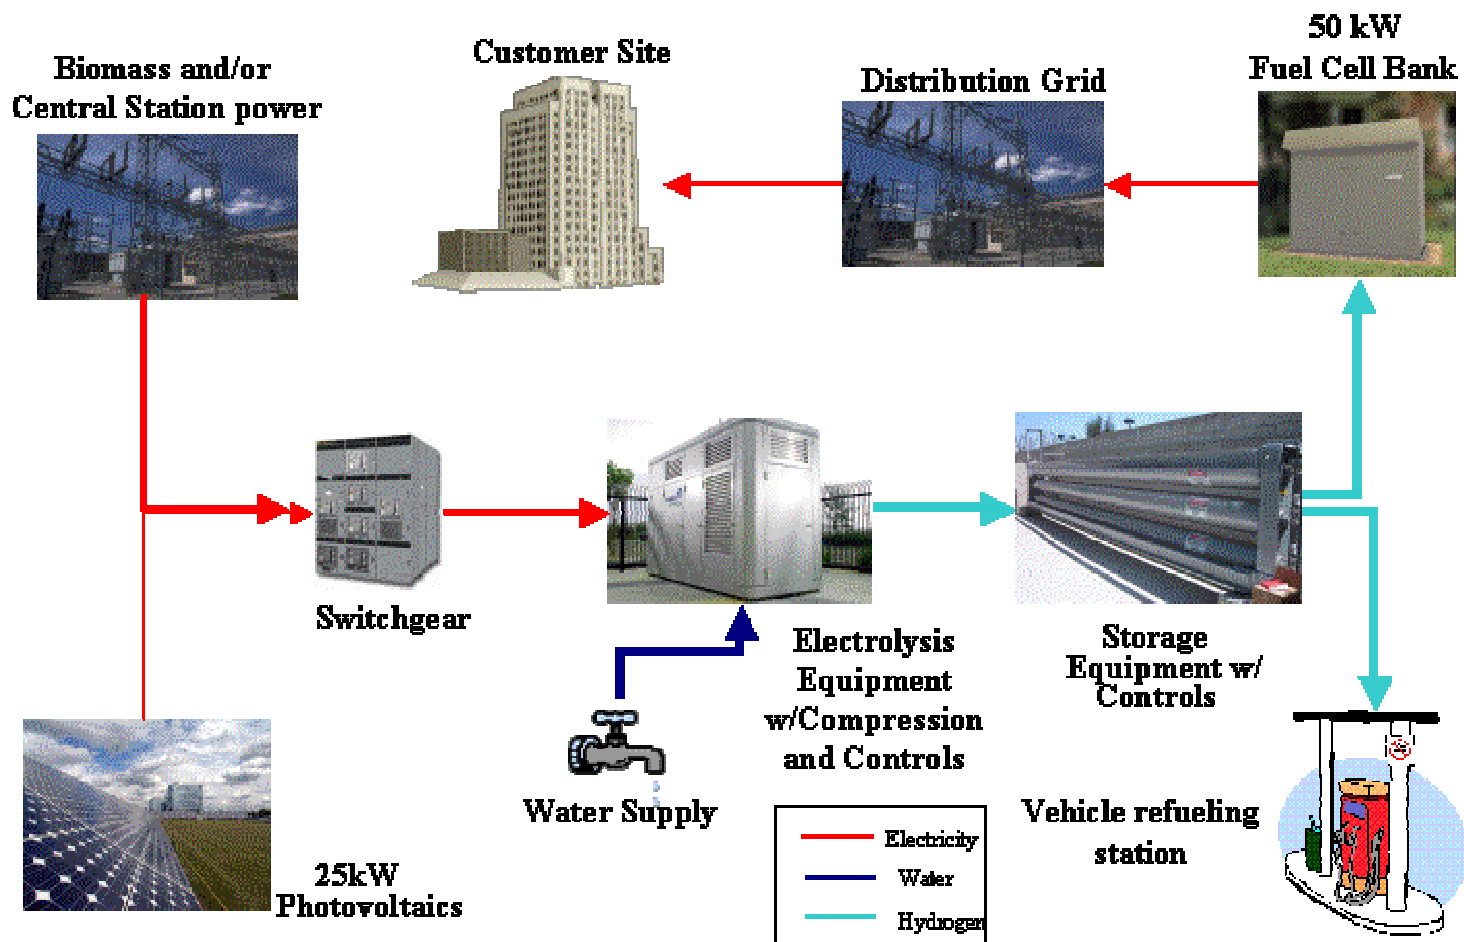 50 kW
Fuel Cell Bank
Customer Site
Distribution Grid
Biomass and/or
Central Station power
Switchgear
Electrolysis
Equipment
w/Compression
and Controls
Storage
Equipment w/
Controls
Water Supply
Vehicle refueling
station
25kW
Photovoltaics
Electricity
Water
Hydrogen